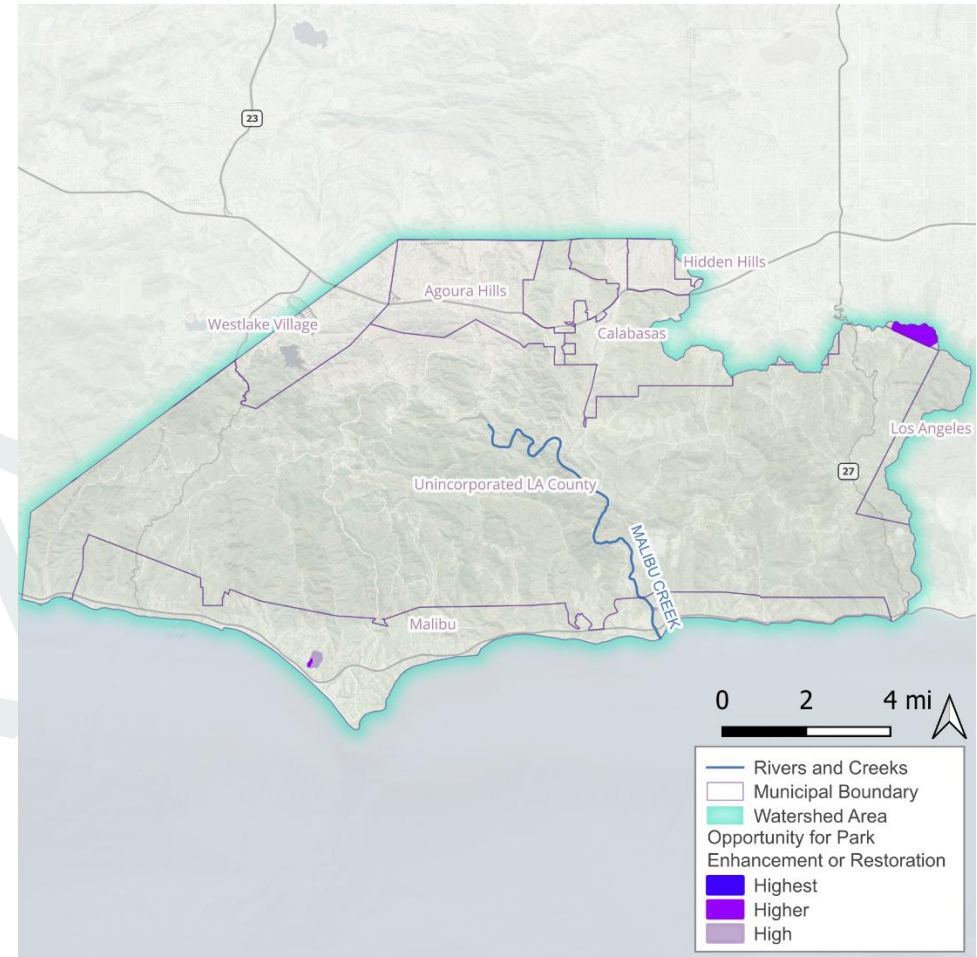 23
Hidden Hills
Agoura Hills
Westlake Village
Calabasas
Los Angeles
27
Unincorporated LA County
MALIBU CREEK
Malibu
0 2 4 mi
Rivers and Creeks
Municipal Boundary
Watershed Area
Opportunity for Park
Enhancement or Restoration
Highest
Higher
High